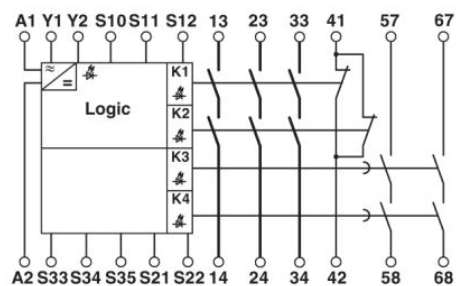 A1 Y1 Y2 S10 S11 S12 13 23 33 41 57 67
≈
=
K1
Logic
K2
K3
K4
A2 S33 S34 S35 S21 S22 14 24 34 42 58 68